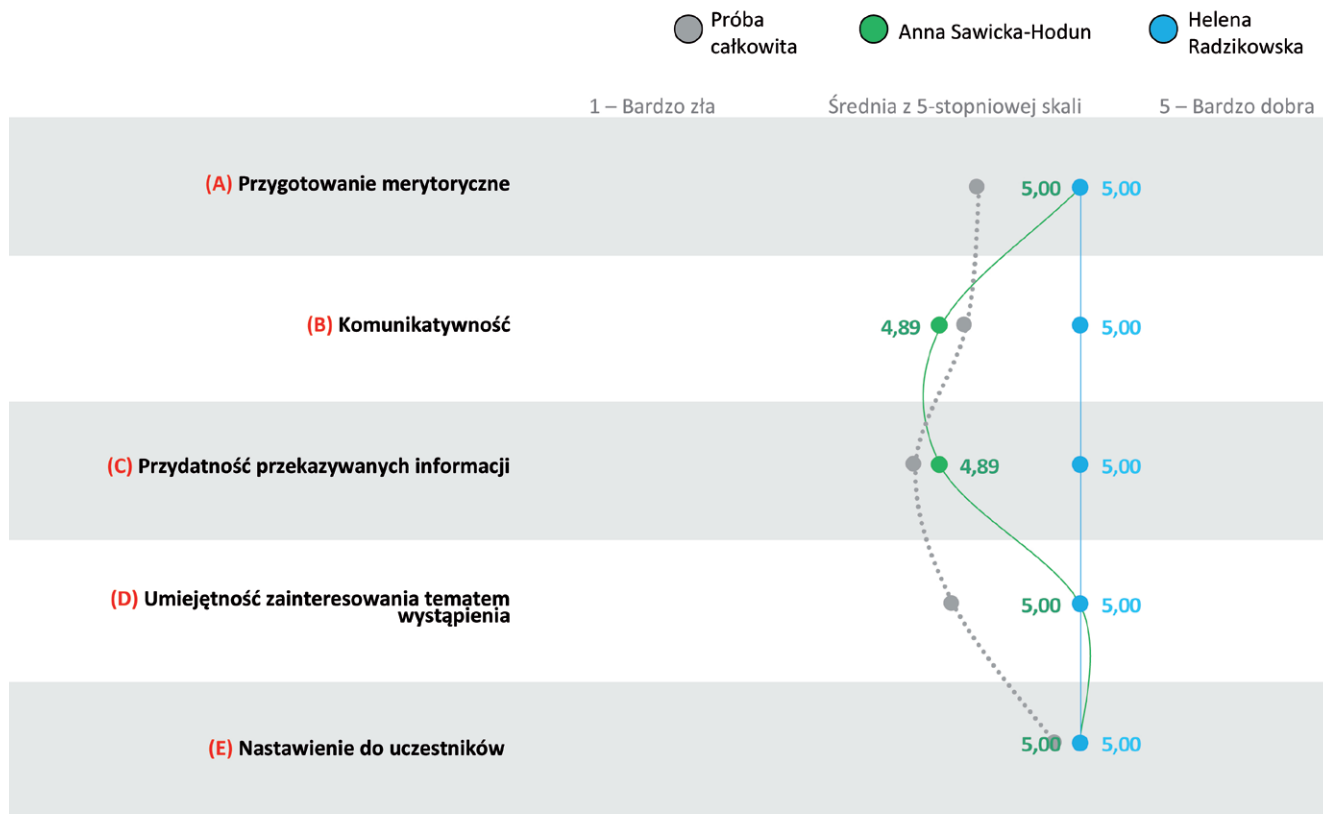 Próba
całkowita
Anna Sawicka-Hodun
Helena
Radzikowska
1 – Bardzo zła
Średnia z 5-stopniowej skali
5 – Bardzo dobra
(A) Przygotowanie merytoryczne
5,00
5,00
(B) Komunikatywność
4,89
5,00
(C) Przydatność przekazywanych informacji
4,89
5,00
(D) Umiejętność zainteresowania tematem
wystąpienia
5,00
5,00
(E) Nastawienie do uczestników
5,00
5,00